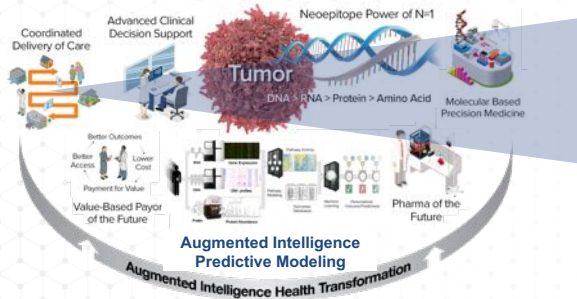 Coordinated
Delivery of Care
Advanced Clinical
Decision Support
Neoepitope Power of N=1
Tumor
DNA > RNA > Protein > Amino Acid
Molecular Based
Precision Medicine
Better Outcomes
Better
Access
Lower
Cost
Payment for Value
Value-Based Payor
of the Future
Gene Expression
Pharma of the
Future
Augmented Intelligence
Predictive Modeling
Augmented Intelligence Health Transformation